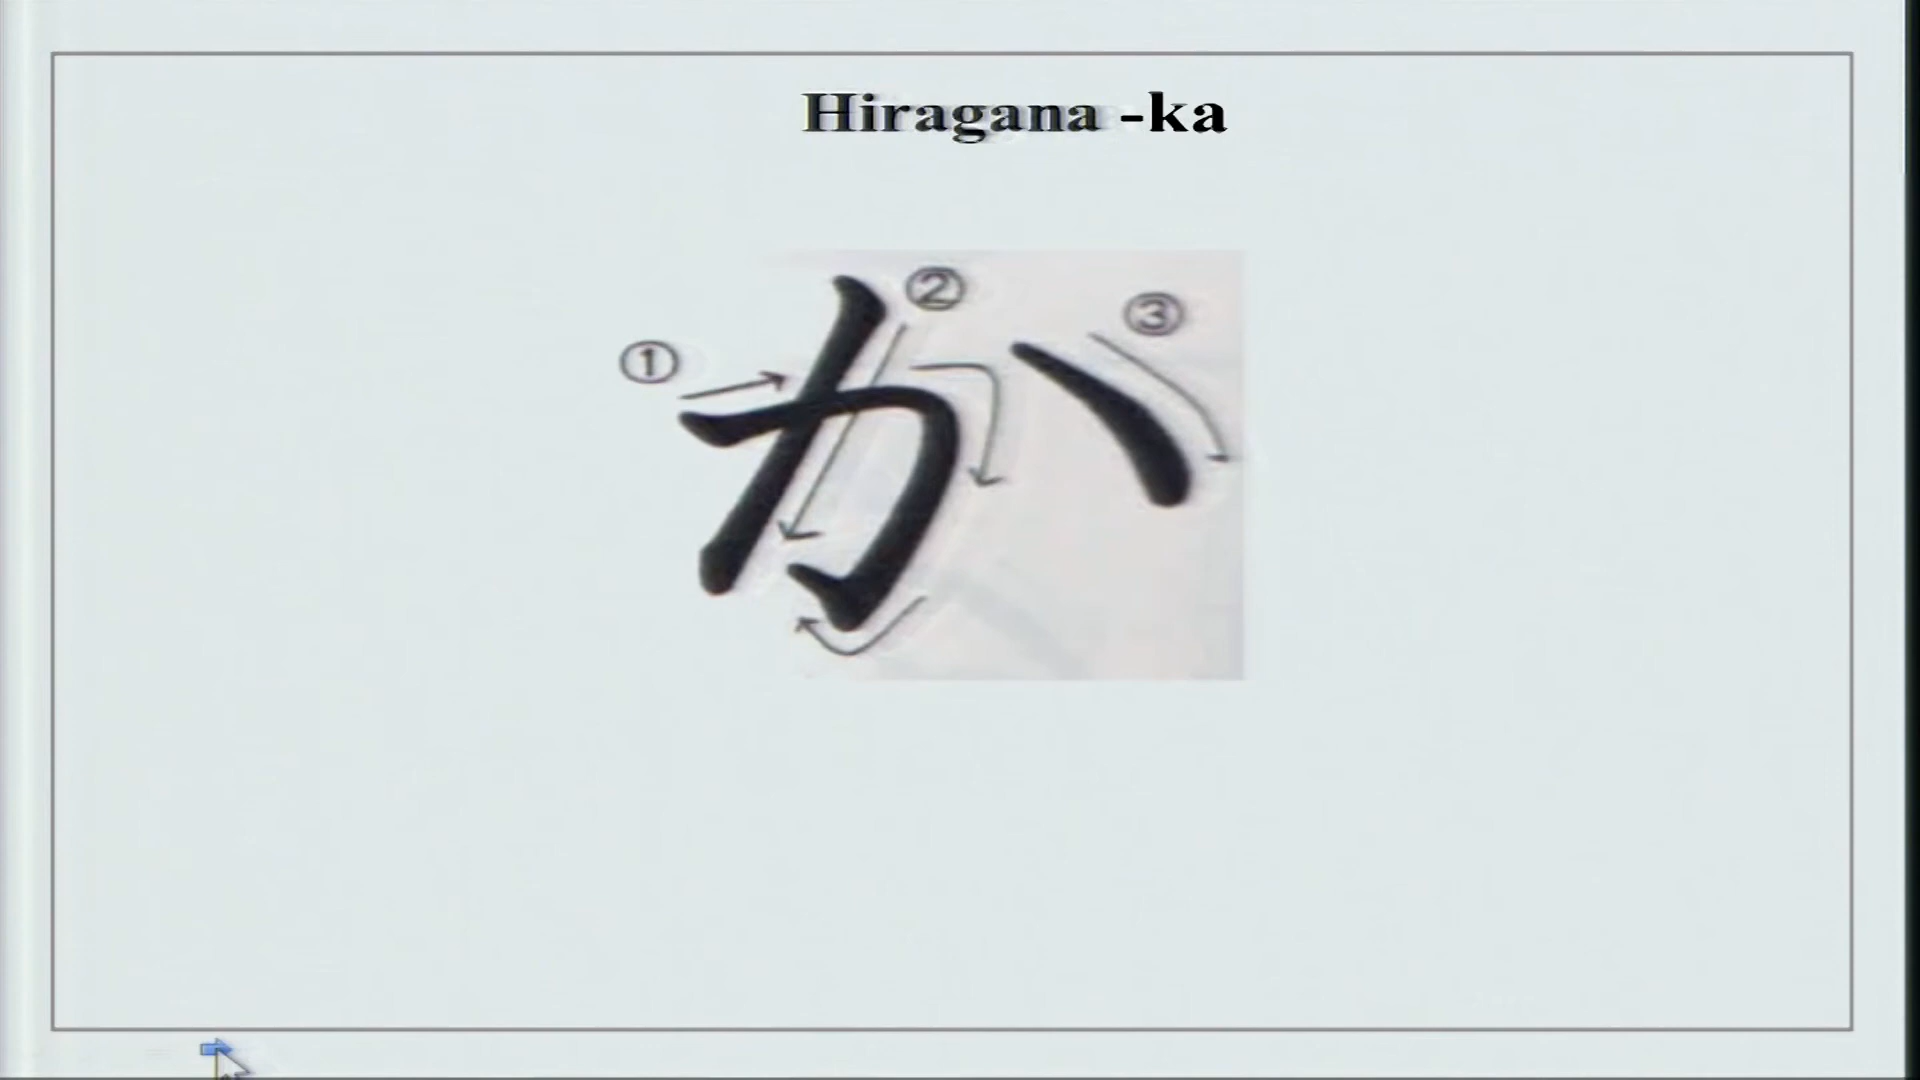 Hiragana -ka
① ② ③
か